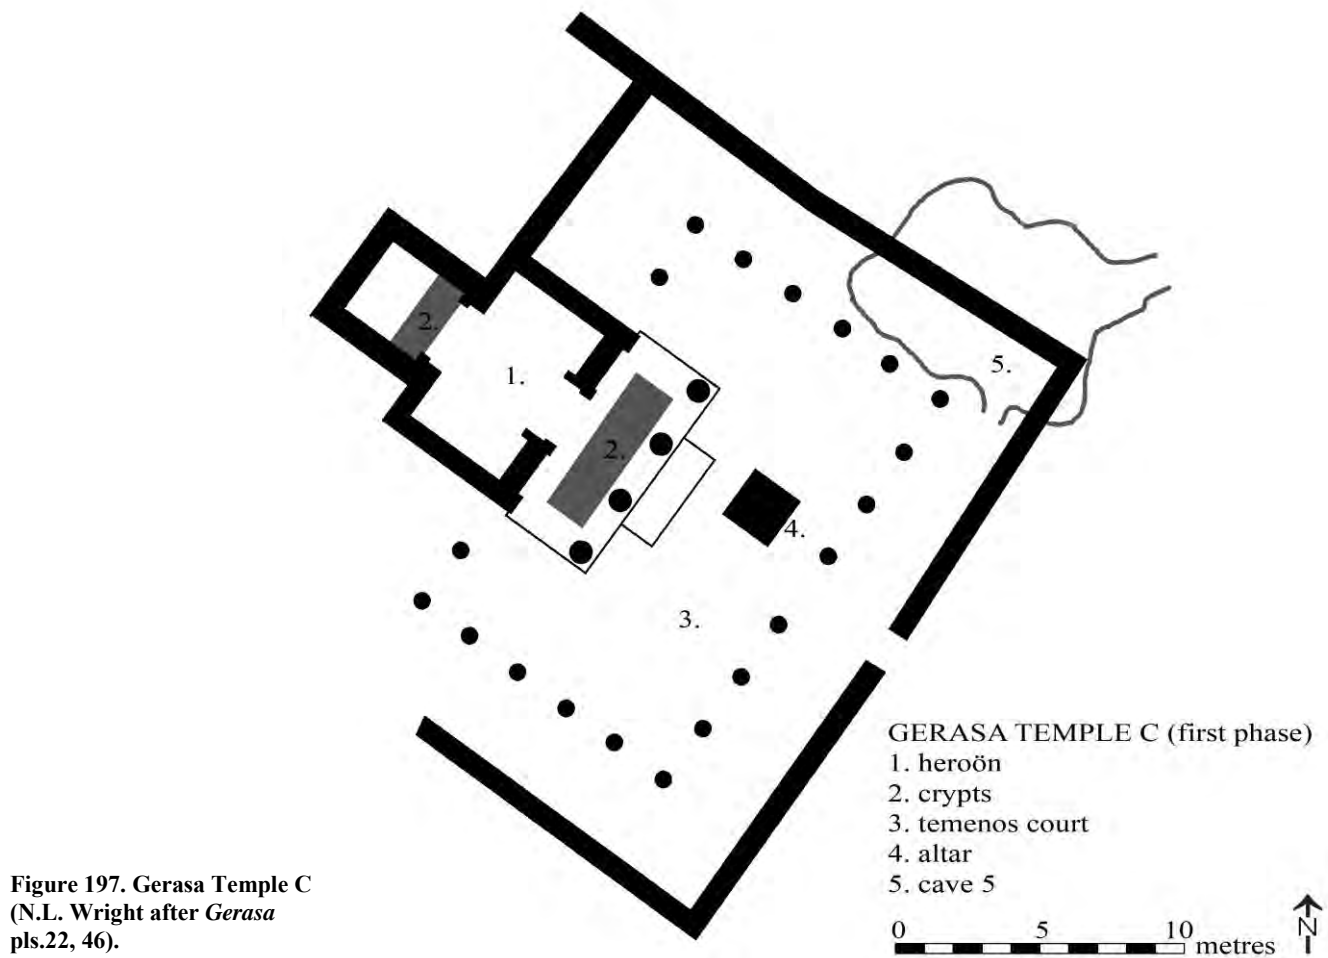 2.
1.
2.
5.
4.
3.
GERASA TEMPLE C (first phase)
1. heroön
2. crypts
3. temenos court
4. altar
5. cave 5
0 5 10 metres
N
Figure 197. Gerasa Temple C
(N.L. Wright after Gerasa
pls.22, 46).